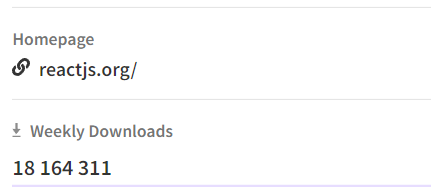 Homepage
reactjs.org/
Weekly Downloads
18 164 311